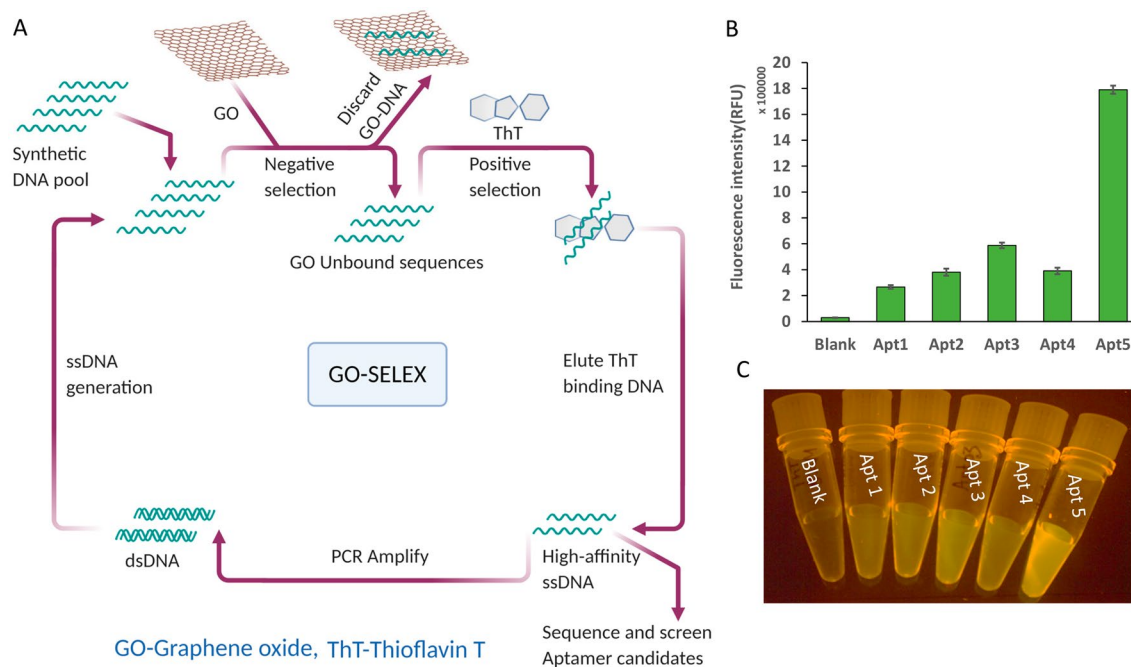 A
GO
Discard
GO-DNA
ThT
Synthetic
DNA pool
Negative
selection
Positive
selection
GO Unbound sequences
ssDNA
generation
GO-SELEX
Elute ThT
binding DNA
dsDNA
PCR Amplify
High-affinity
ssDNA
Sequence and screen
Aptamer candidates
GO-Graphene oxide, ThT-Thioflavin T
B
Fluorescence intensity(RFU)
x 100000
20
18
16
14
12
10
8
6
4
2
0
Blank Apt1 Apt2 Apt3 Apt4 Apt5
C
Blank
Apt 1
Apt 2
Apt 3
Apt 4
Apt 5